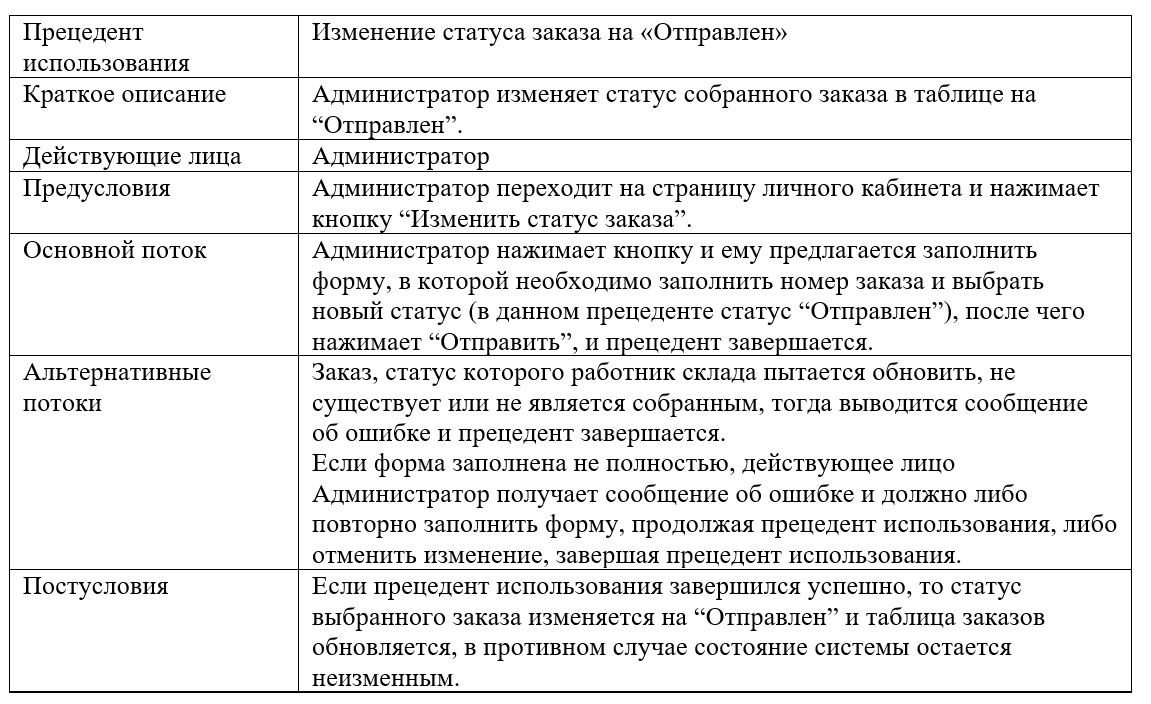 Прецедент
использования
Изменение статуса заказа на «Отправлен»
Краткое описание
Администратор изменяет статус собранного заказа в таблице на
“Отправлен”.
Действующие лица
Администратор
Предусловия
Администратор переходит на страницу личного кабинета и нажимает
кнопку “Изменить статус заказа”.
Основной поток
Администратор нажимает кнопку и ему предлагается заполнить
форму, в которой необходимо заполнить номер заказа и выбрать
новый статус (в данном прецеденте статус “Отправлен”), после чего
нажимает “Отправить”, и прецедент завершается.
Альтернативные
потоки
Заказ, статус которого работник склада пытается обновить, не
существует или не является собранным, тогда выводится сообщение
об ошибке и прецедент завершается.
Если форма заполнена не полностью, действующее лицо
Администратор получает сообщение об ошибке и должно либо
повторно заполнить форму, продолжая прецедент использования, либо
отменить изменение, завершая прецедент использования.
Постусловия
Если прецедент использования завершился успешно, то статус
выбранного заказа изменяется на “Отправлен” и таблица заказов
обновляется, в противном случае состояние системы остается
неизменным.